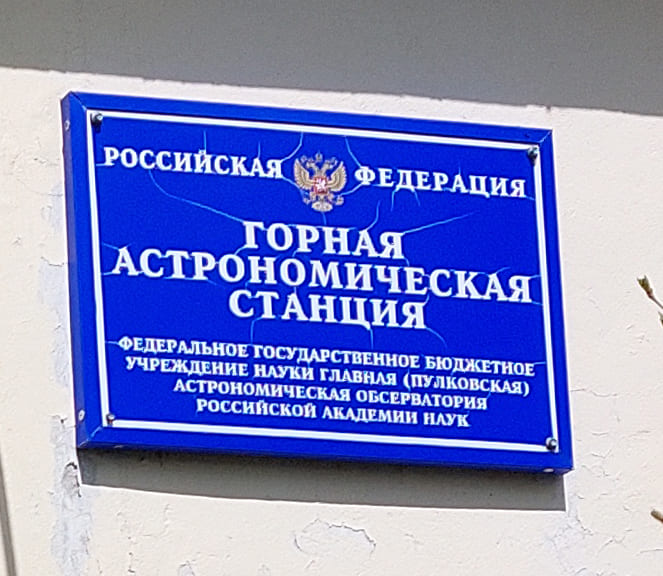 РОССИЙСКАЯ ФЕДЕРАЦИЯ
ГОРНАЯ
АСТРОНОМИЧЕСКАЯ
СТАНЦИЯ
ФЕДЕРАЛЬНОЕ ГОСУДАРСТВЕННОЕ БЮДЖЕТНОЕ
УЧРЕЖДЕНИЕ НАУКИ ГЛАВНАЯ (ПУЛКОВСКАЯ)
АСТРОНОМИЧЕСКАЯ ОБСЕРВАТОРИЯ
РОССИЙСКОЙ АКАДЕМИИ НАУК